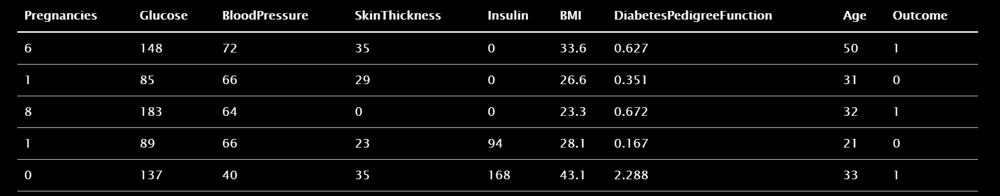 Pregnancies Glucose BloodPressure SkinThickness Insulin BMI DiabetesPedigreeFunction Age Outcome
6 148 72 35 0 33.6 0.627 50 1
1 85 66 29 0 26.6 0.351 31 0
8 183 64 0 0 23.3 0.672 32 1
1 89 66 23 94 28.1 0.167 21 0
0 137 40 35 168 43.1 2.288 33 1